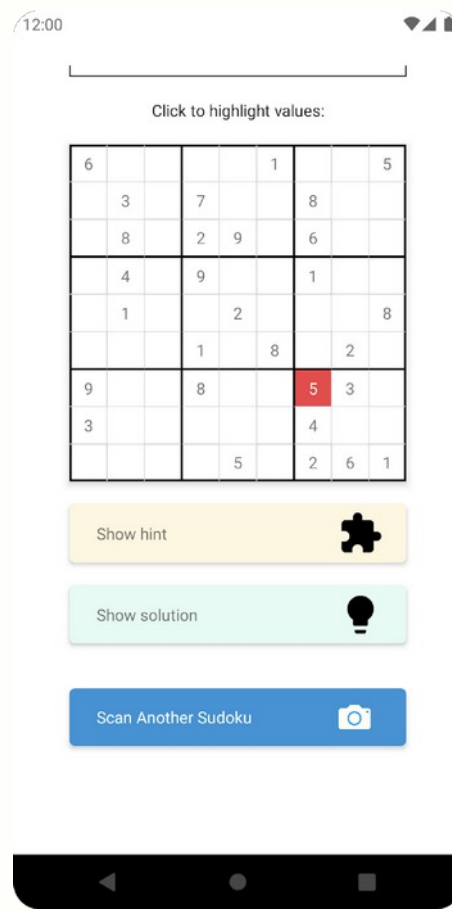 12:00
Click to highlight values:
6 1 5
3 7 8
8 2 9 6
4 9 1
1 2 8
1 8 2
9 8 5 3
3 4
5 2 6 1
Show hint
Show solution
Scan Another Sudoku